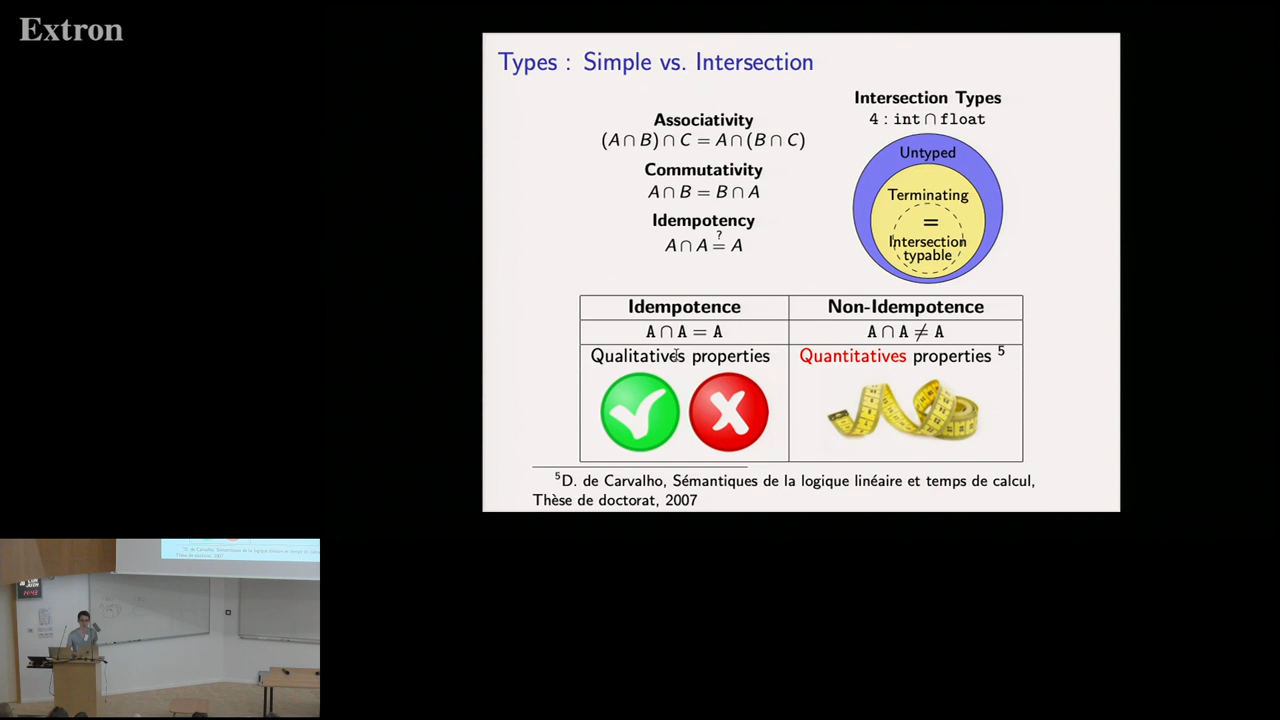 Extron
Types : Simple vs. Intersection
Associativity
(A ∩ B) ∩ C = A ∩ (B ∩ C)
Commutativity
A ∩ B = B ∩ A
Idempotency
A ∩ A ≟ A
Intersection Types
4 : int ∩ float
Untyped
Terminating
=
Intersection
typable
Idempotence
Non-Idempotence
A ∩ A = A
A ∩ A ≠ A
Qualitatives properties
Quantitatives properties 5
5D. de Carvalho, Sémantiques de la logique linéaire et temps de calcul,
Thèse de doctorat, 2007